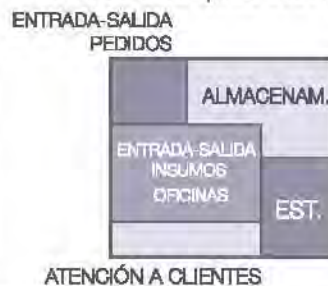 ENTRADA-SALIDA
PEDIDOS
ALMACENAM.
ENTRADA-SALIDA
INSUMOS
OFICINAS
EST.
ATENCIÓN A CLIENTES